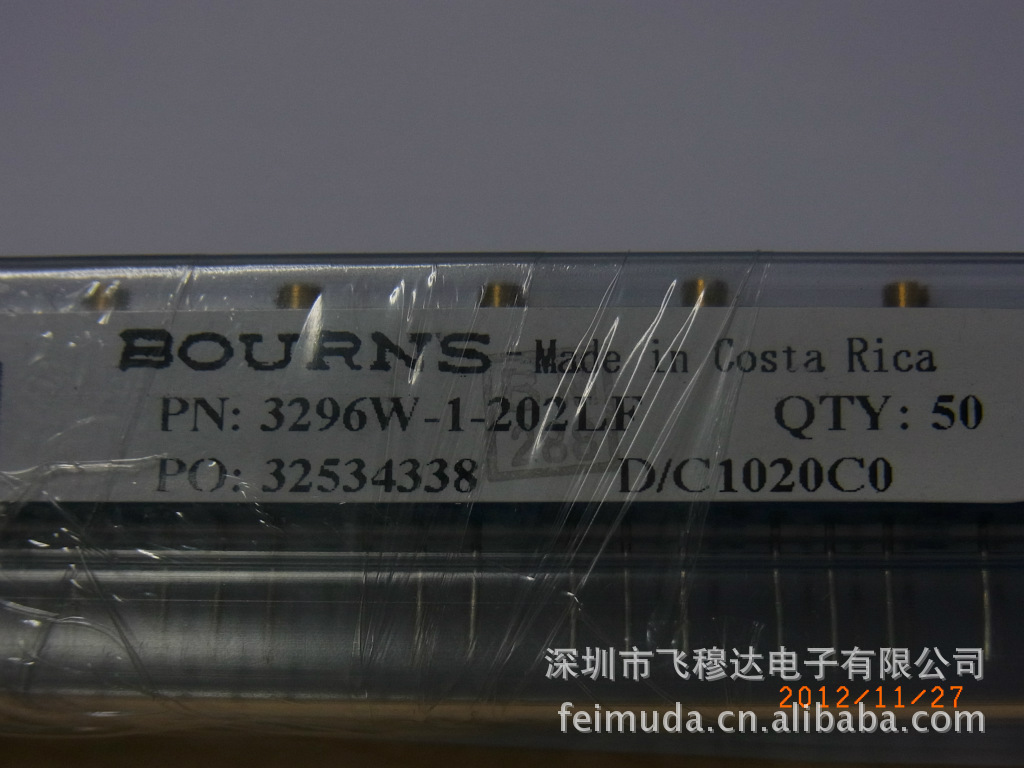 BOURNS - Made in Costa Rica
PN: 3296W-1-202LF QTY: 50
PO: 32534338 D/C1020C0
深圳市飞穆达电子有限公司
2012/11/27
feimuda.cn.alibaba.com